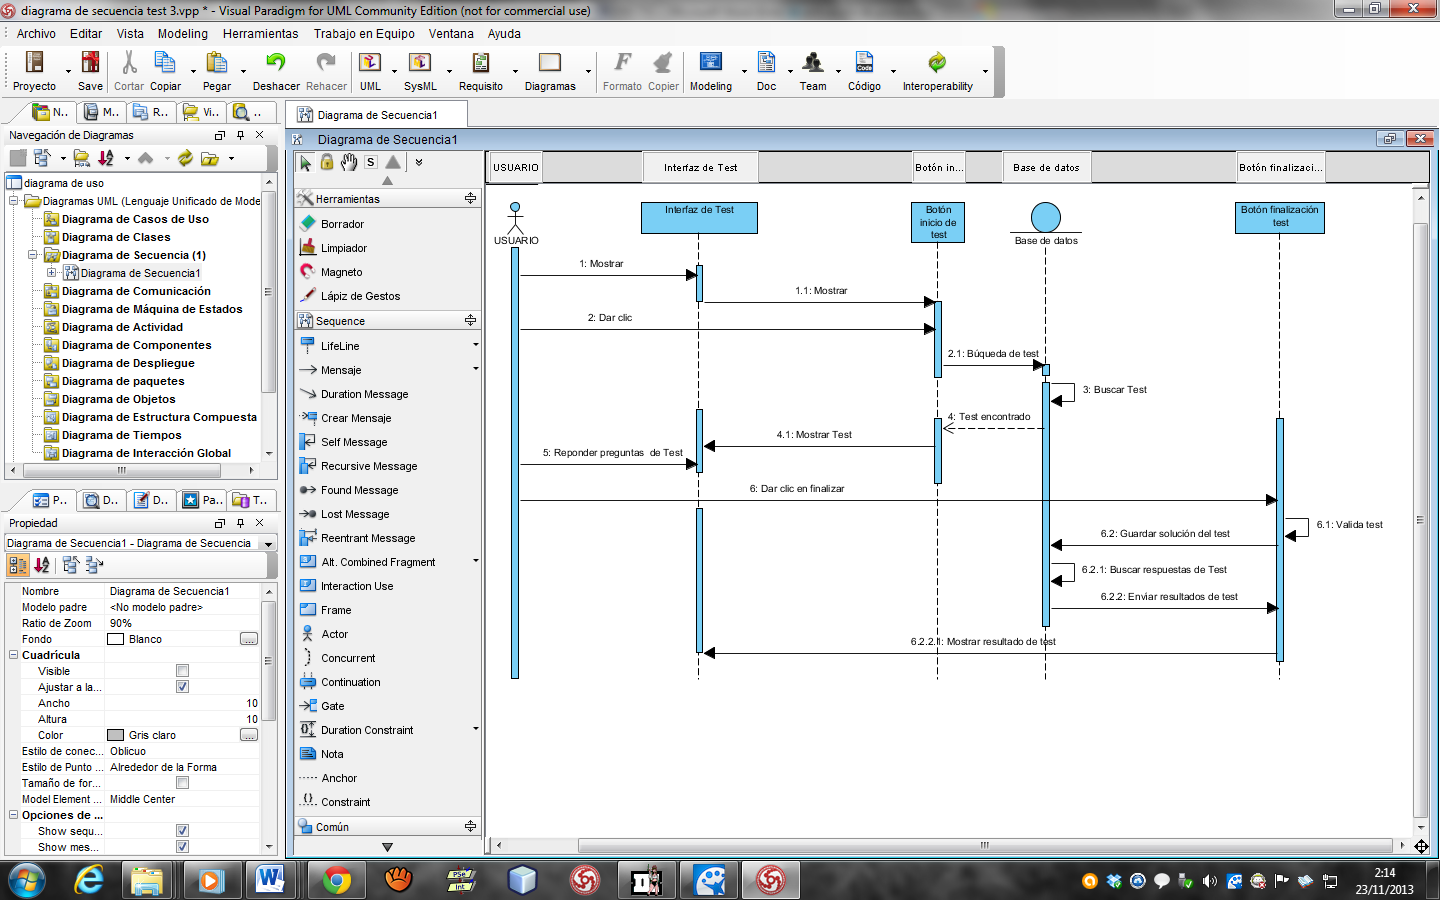 diagrama de secuencia test 3.vpp * - Visual Paradigm for UML Community Edition (not for commercial use)
Archivo Editar Vista Modeling Herramientas Trabajo en Equipo Ventana Ayuda
Proyecto Save Cortar Copiar Pegar Deshacer Rehacer UML SysML Requisito Diagramas Formato Copier Modeling Doc Team Código Interoperability
N.. M.. R.. Vi.. ..
Navegación de Diagramas
diagrama de uso
Diagramas UML (Lenguaje Unificado de Mode
Diagrama de Casos de Uso
Diagrama de Clases
Diagrama de Secuencia (1)
Diagrama de Secuencia1
Diagrama de Comunicación
Diagrama de Máquina de Estados
Diagrama de Actividad
Diagrama de Componentes
Diagrama de Despliegue
Diagrama de paquetes
Diagrama de Objetos
Diagrama de Estructura Compuesta
Diagrama de Tiempos
Diagrama de Interacción Global
P.. D.. D.. Pa.. T..
Propiedad
Diagrama de Secuencia1 - Diagrama de Secuencia
Nombre Diagrama de Secuencia1
Modelo padre <No modelo padre>
Ratio de Zoom 90%
Fondo Blanco ...
Cuadrícula
Visible
Ajustar a la...
Ancho 10
Altura 10
Color Gris claro ...
Estilo de conec... Oblicuo
Estilo de Punto ... Alrededor de la Forma
Tamaño de for...
Model Element ... Middle Center
Opciones de ...
Show sequ...
Show mes...
Diagrama de Secuencia1
Diagrama de Secuencia1
S
Herramientas
Borrador
Limpiador
Magneto
Lápiz de Gestos
Sequence
LifeLine
Mensaje
Duration Message
Crear Mensaje
Self Message
Recursive Message
Found Message
Lost Message
Reentrant Message
Alt. Combined Fragment
Interaction Use
Frame
Actor
Concurrent
Continuation
Gate
Duration Constraint
Nota
Anchor
Constraint
Común
USUARIO Interfaz de Test Botón in... Base de datos Botón finalizaci...
USUARIO
Interfaz de Test
Botón
inicio de
test
Base de datos
Botón finalización
test
1: Mostrar
1.1: Mostrar
2: Dar clic
2.1: Búqueda de test
3: Buscar Test
4: Test encontrado
4.1: Mostrar Test
5: Reponder preguntas de Test
6: Dar clic en finalizar
6.1: Valida test
6.2: Guardar solución del test
6.2.1: Buscar respuestas de Test
6.2.2: Enviar resultados de test
6.2.2.1: Mostrar resultado de test
PSe
Int
2:14
23/11/2013